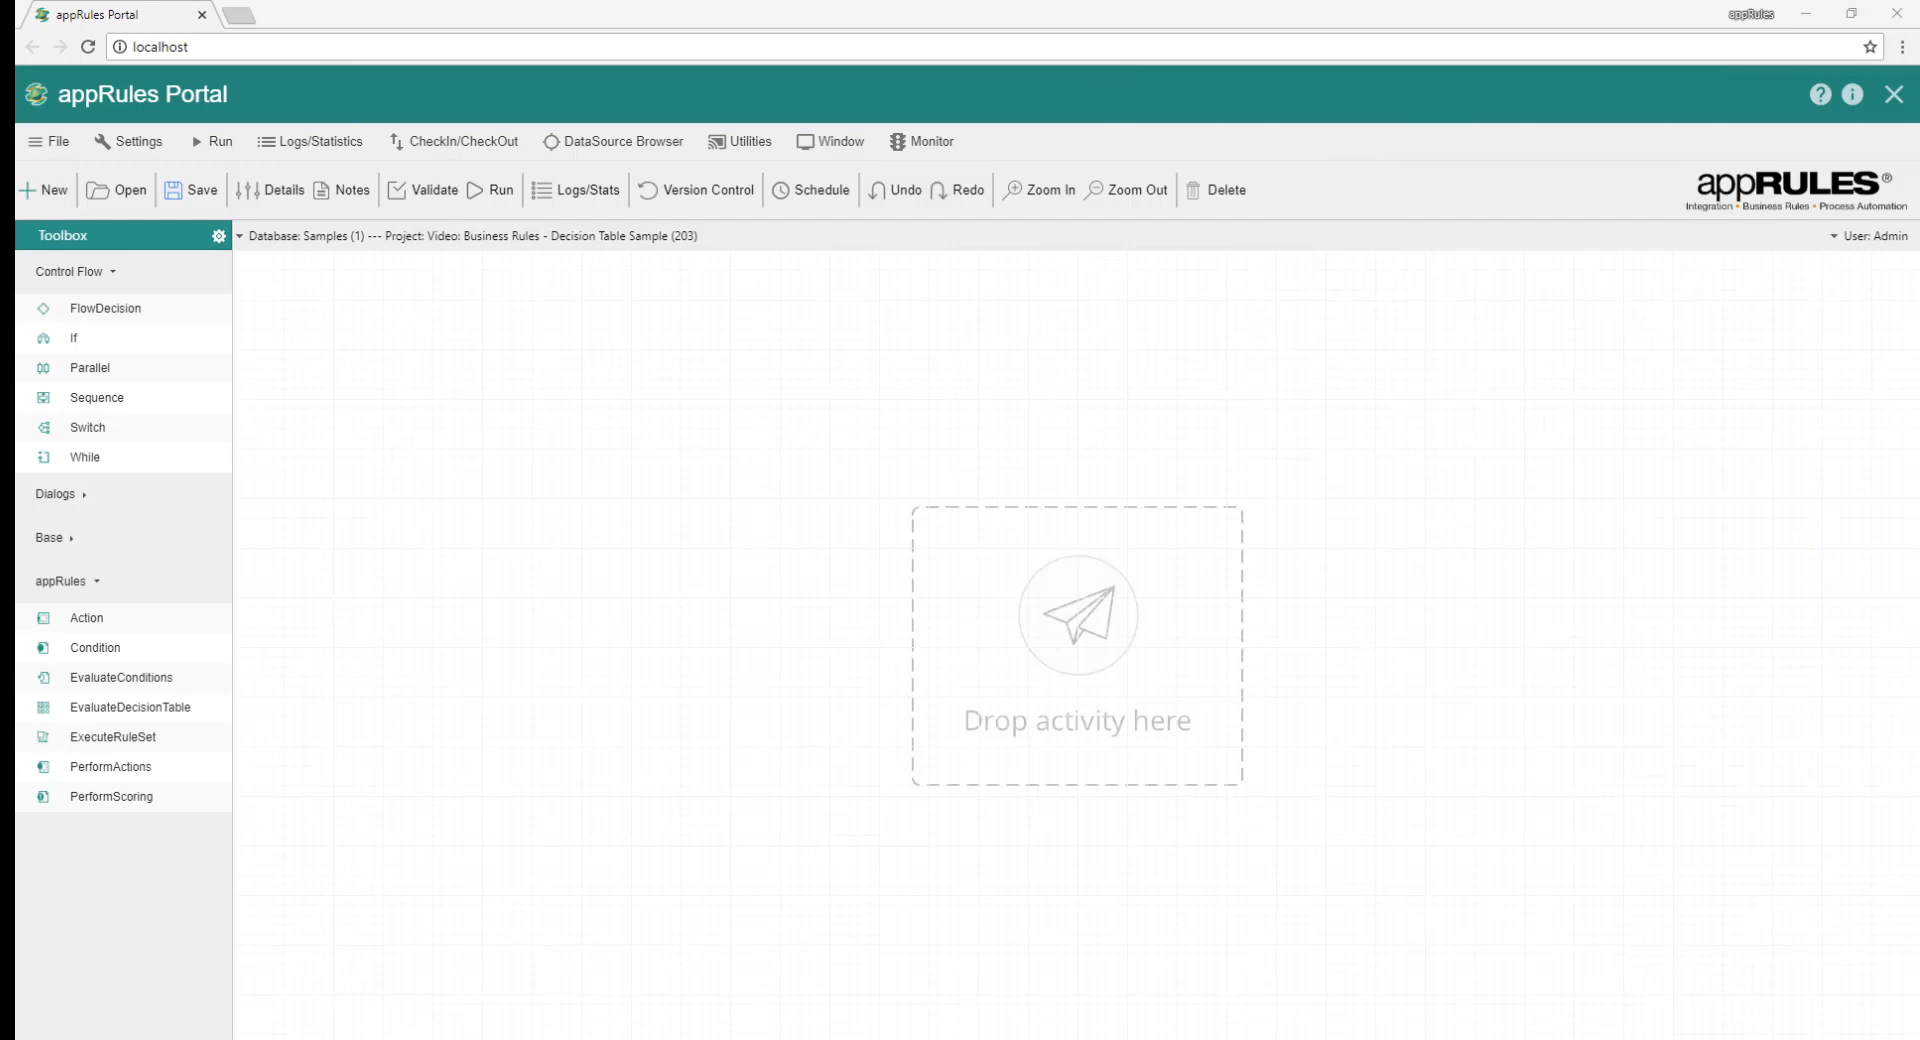 appRules Portal
appRules
localhost
appRules Portal
File Settings Run Logs/Statistics CheckIn/CheckOut DataSource Browser Utilities Window Monitor
New Open Save Details Notes Validate Run Logs/Stats Version Control Schedule Undo Redo Zoom In Zoom Out Delete
appRULES®
Integration • Business Rules • Process Automation
Toolbox
Database: Samples (1) --- Project: Video: Business Rules - Decision Table Sample (203)
User: Admin
Control Flow
FlowDecision
If
Parallel
Sequence
Switch
While
Dialogs
Base
appRules
Action
Condition
EvaluateConditions
EvaluateDecisionTable
ExecuteRuleSet
PerformActions
PerformScoring
Drop activity here